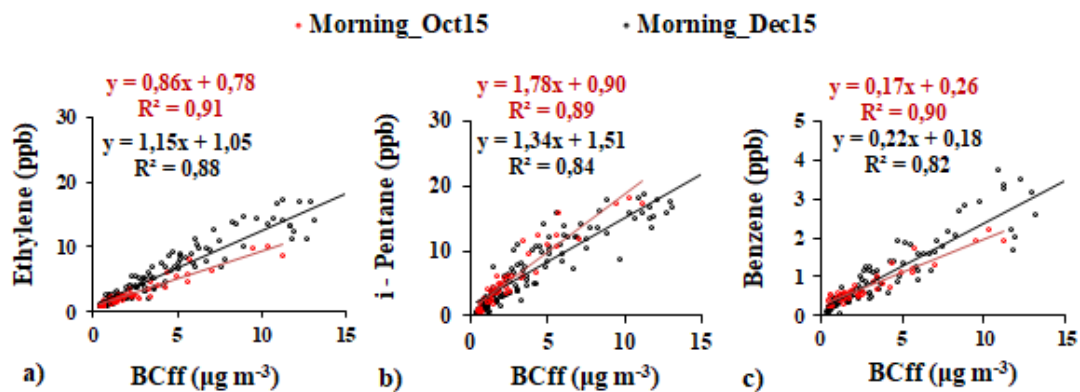 Morning_Oct15
Morning_Dec15
a)
y = 0,86x + 0,78
R² = 0,91
y = 1,15x + 1,05
R² = 0,88
Ethylene (ppb)
30
20
10
0
0 5 10 15
BCff (µg m⁻³)
b)
y = 1,78x + 0,90
R² = 0,89
y = 1,34x + 1,51
R² = 0,84
i - Pentane (ppb)
30
20
10
0
0 5 10 15
BCff (µg m⁻³)
c)
y = 0,17x + 0,26
R² = 0,90
y = 0,22x + 0,18
R² = 0,82
Benzene (ppb)
5
4
3
2
1
0
0 5 10 15
BCff (µg m⁻³)